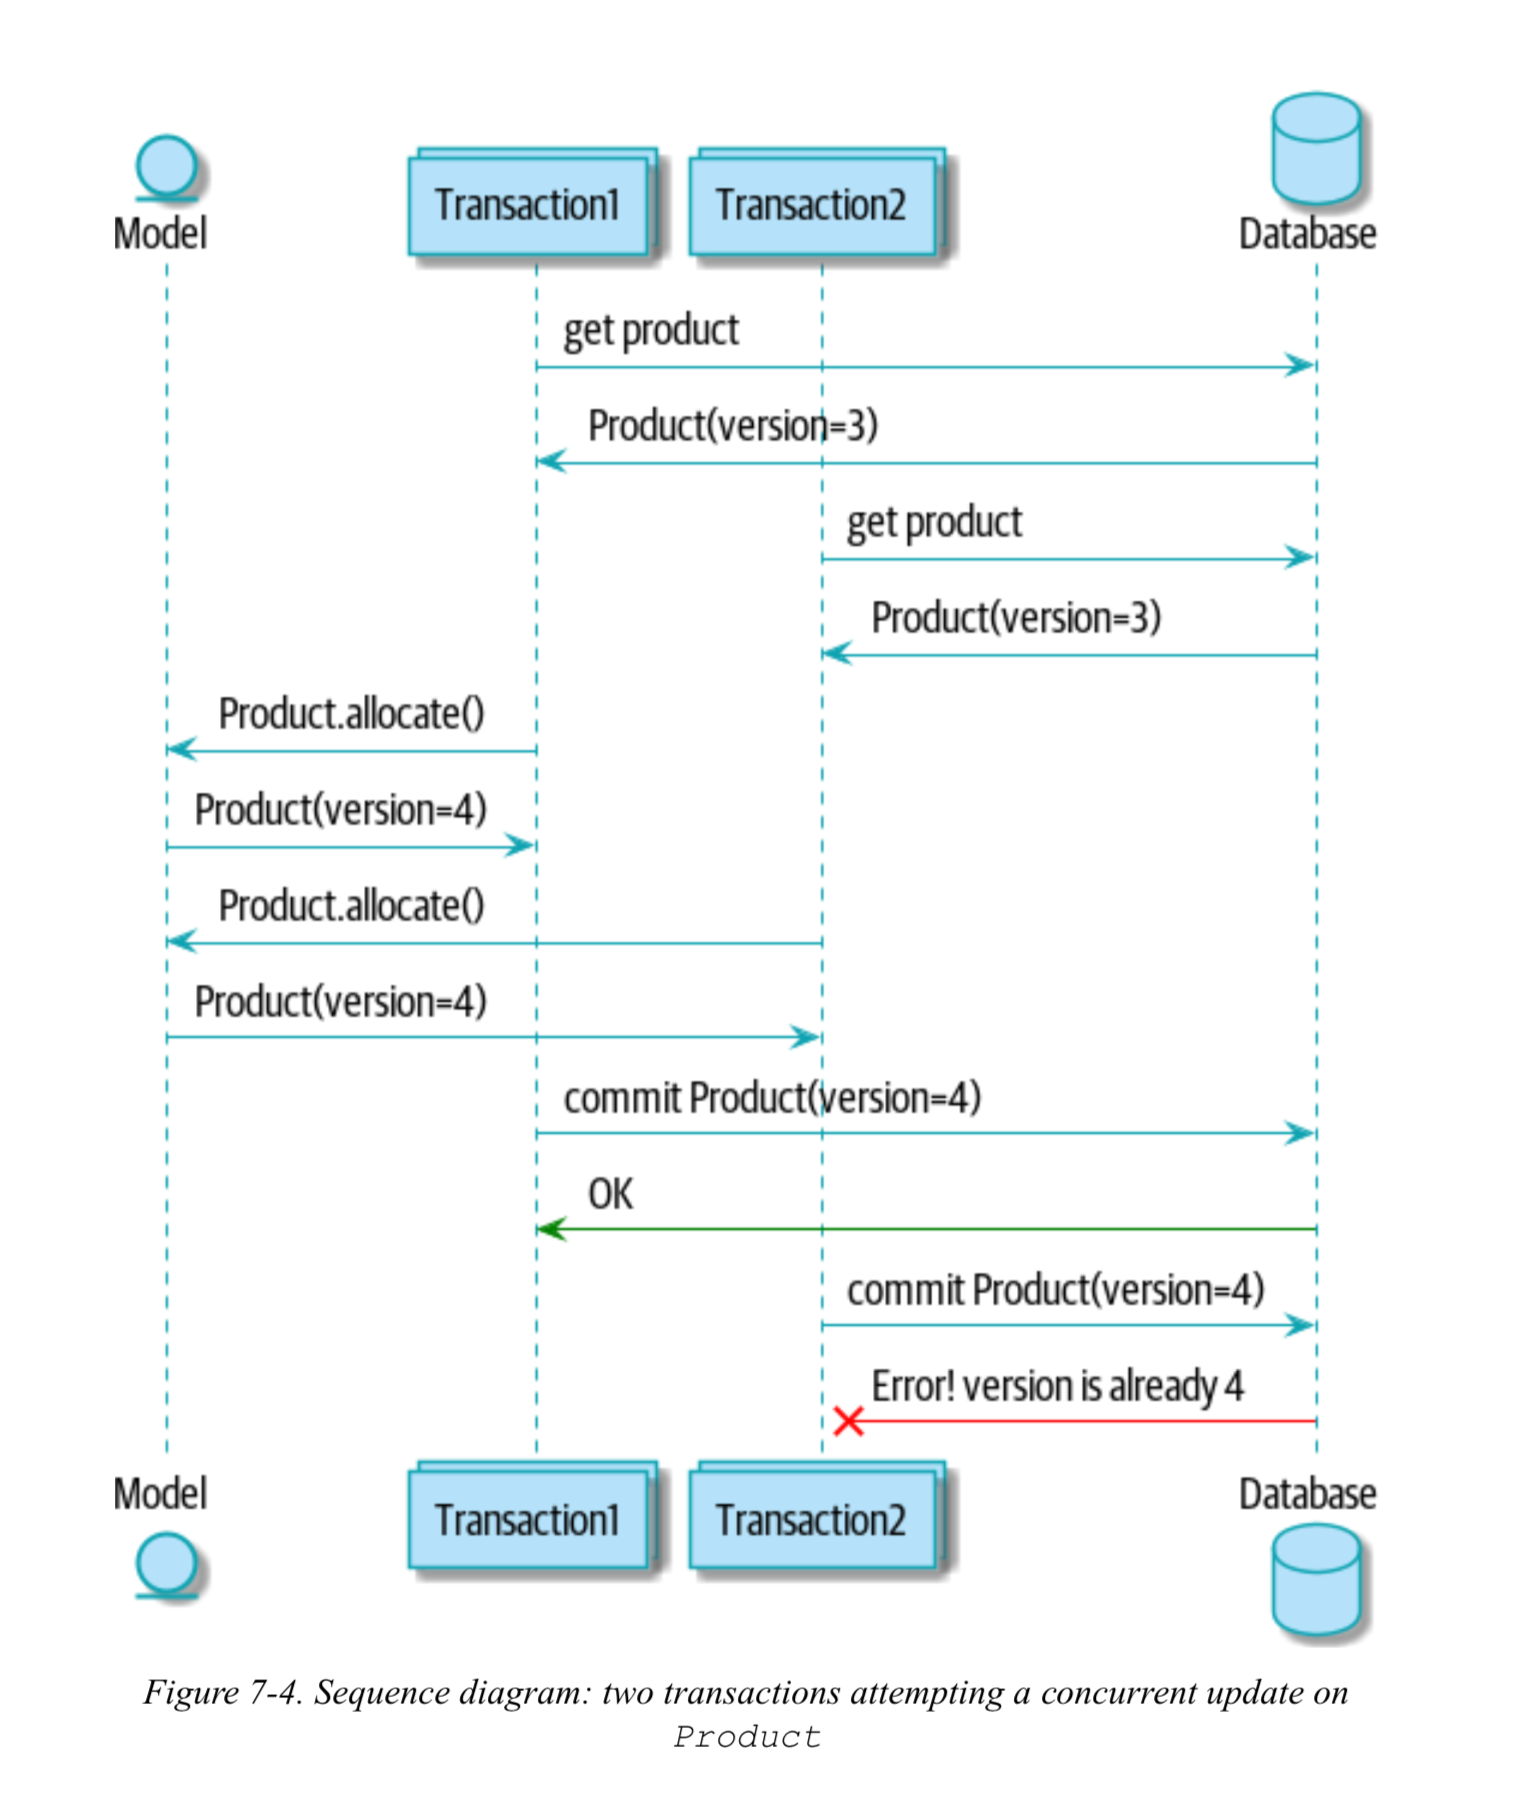 Model
Transaction1
Transaction2
Database
get product
Product(version=3)
get product
Product(version=3)
Product.allocate()
Product(version=4)
Product.allocate()
Product(version=4)
commit Product(version=4)
OK
commit Product(version=4)
Error! version is already 4
Model
Transaction1
Transaction2
Database
Figure 7-4. Sequence diagram: two transactions attempting a concurrent update on
Product